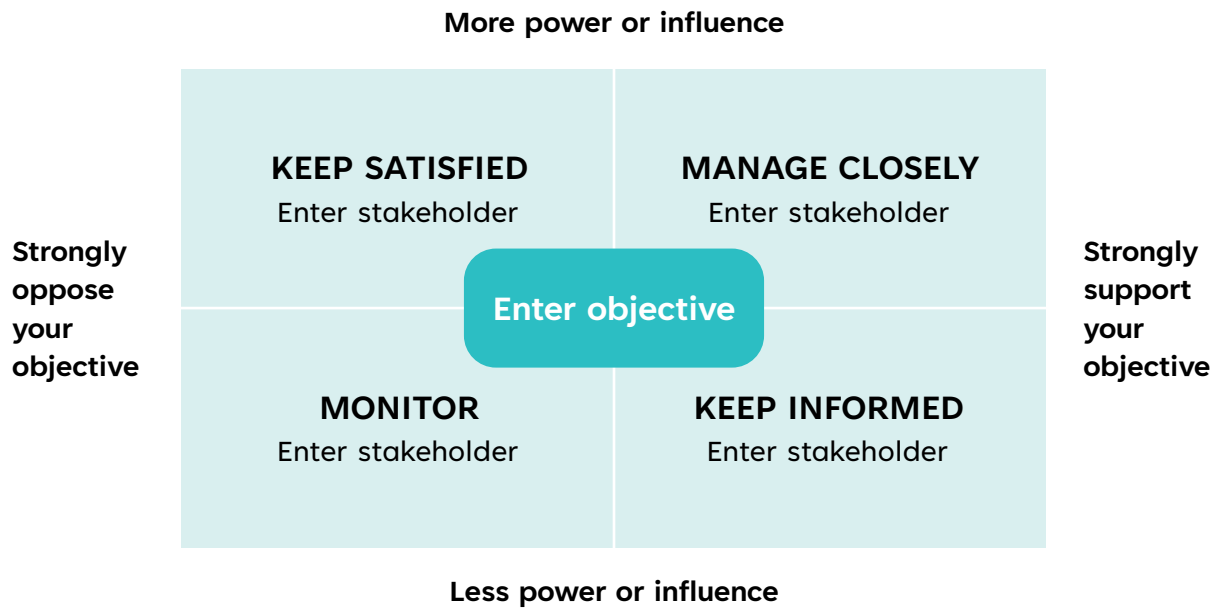 More power or influence
KEEP SATISFIED
Enter stakeholder
MANAGE CLOSELY
Enter stakeholder
Strongly
oppose
your
objective
Enter objective
Strongly
support
your
objective
MONITOR
Enter stakeholder
KEEP INFORMED
Enter stakeholder
Less power or influence